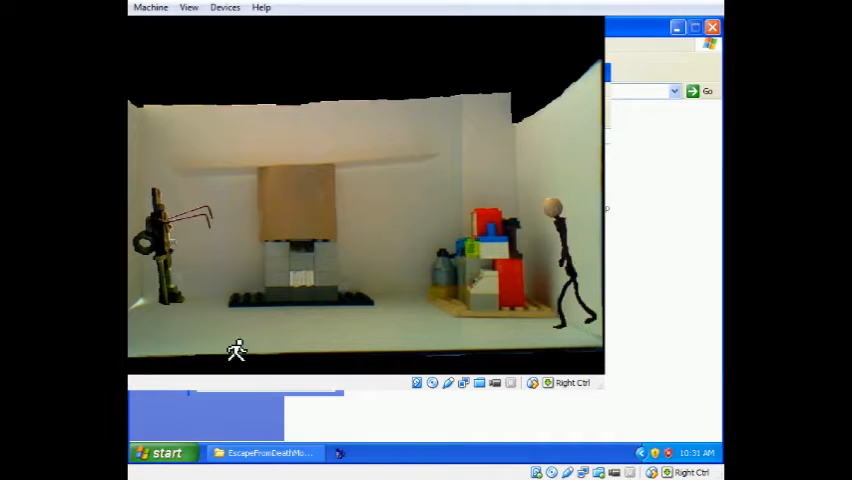 Machine View Devices Help
Go
Right Ctrl
start
EscapeFromDeathMo...
10:31 AM
Right Ctrl